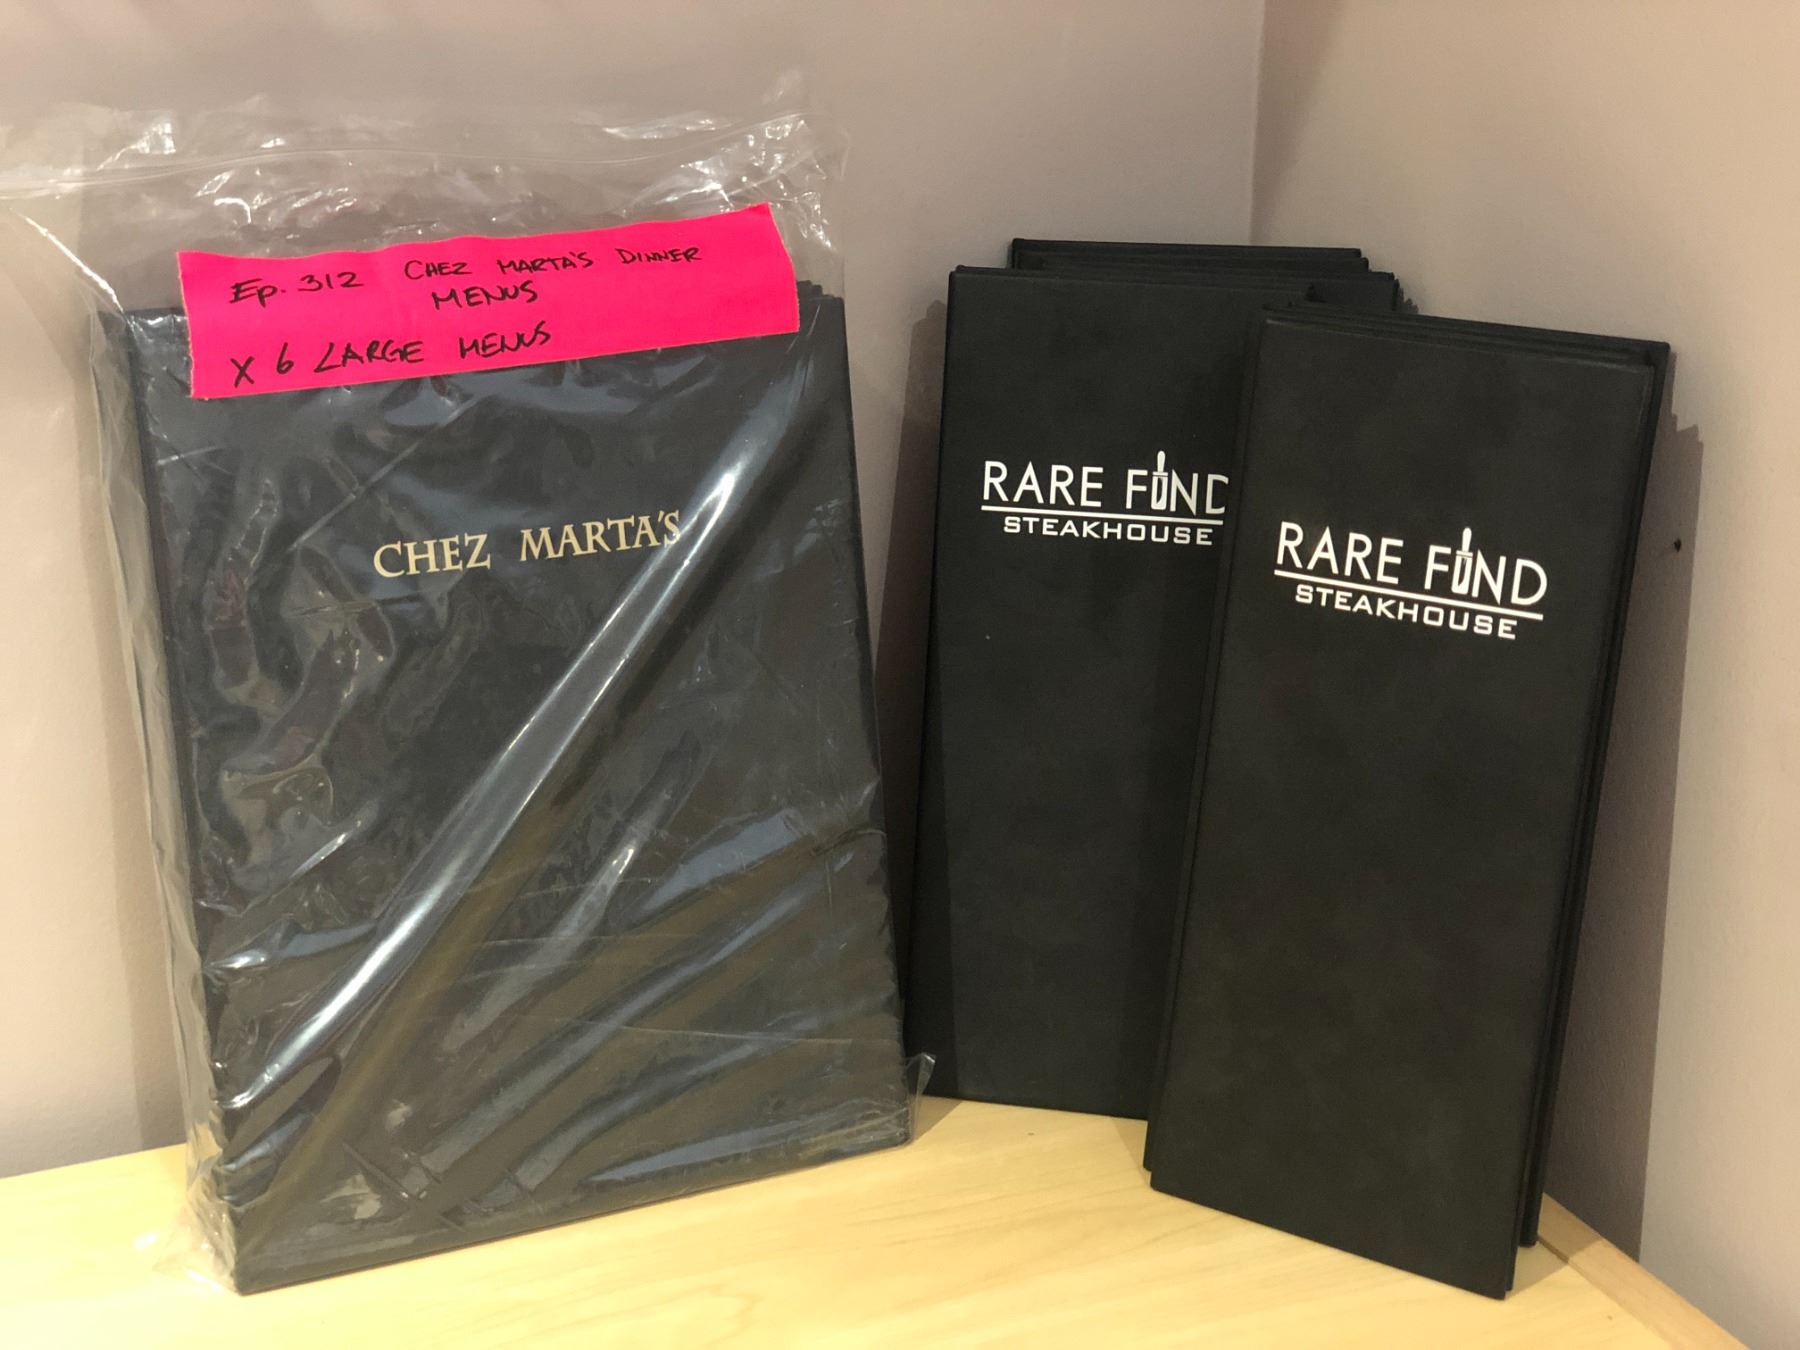 Ep. 312 CHEZ MARTA'S DINNER
MENUS
X 6 LARGE MENUS
CHEZ MARTA'S
RARE FIND
STEAKHOUSE
RARE FIND
STEAKHOUSE